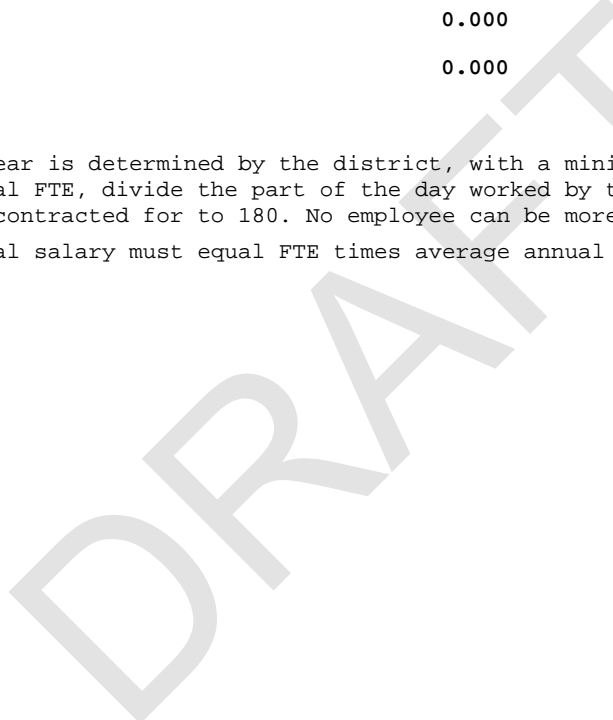 0.000
0.000
ear is determined by the district, with a mini
al FTE, divide the part of the day worked by t
contracted for to 180. No employee can be more
al salary must equal FTE times average annual
DRAFT